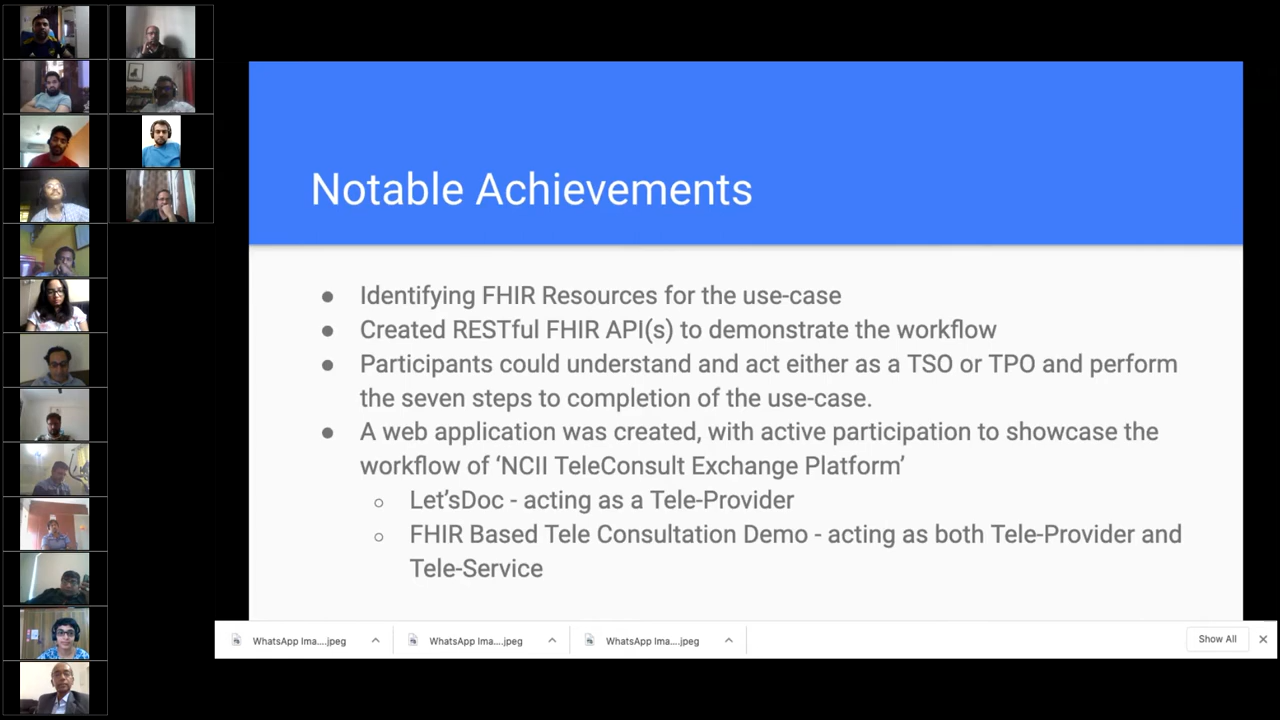 Notable Achievements
● Identifying FHIR Resources for the use-case
● Created RESTful FHIR API(s) to demonstrate the workflow
● Participants could understand and act either as a TSO or TPO and perform
the seven steps to completion of the use-case.
● A web application was created, with active participation to showcase the
workflow of ‘NCII TeleConsult Exchange Platform’
○ Let’sDoc - acting as a Tele-Provider
○ FHIR Based Tele Consultation Demo - acting as both Tele-Provider and
Tele-Service
WhatsApp Ima....jpeg WhatsApp Ima....jpeg WhatsApp Ima....jpeg Show All